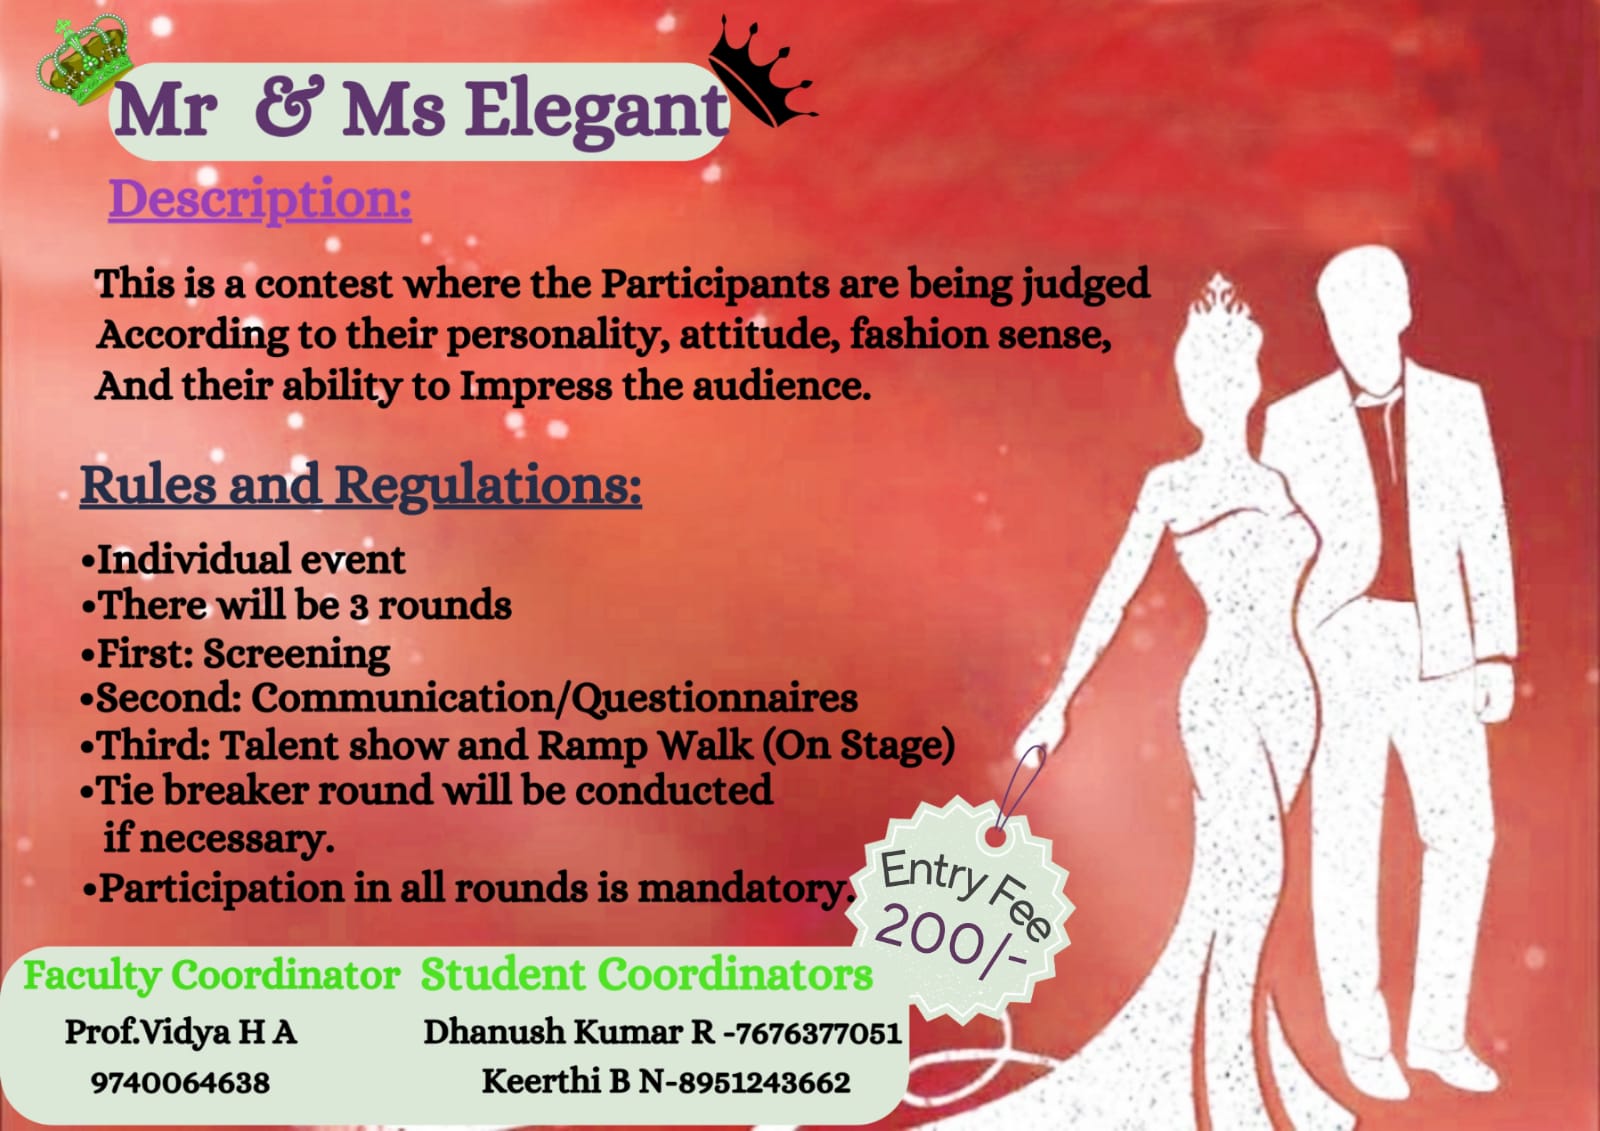 Mr & Ms Elegant
Description:
This is a contest where the Participants are being judged
According to their personality, attitude, fashion sense,
And their ability to Impress the audience.
Rules and Regulations:
•Individual event
•There will be 3 rounds
•First: Screening
•Second: Communication/Questionnaires
•Third: Talent show and Ramp Walk (On Stage)
•Tie breaker round will be conducted
if necessary.
•Participation in all rounds is mandatory.
Entry Fee
200/-
Faculty Coordinator
Prof.Vidya H A
9740064638
Student Coordinators
Dhanush Kumar R -7676377051
Keerthi B N-8951243662